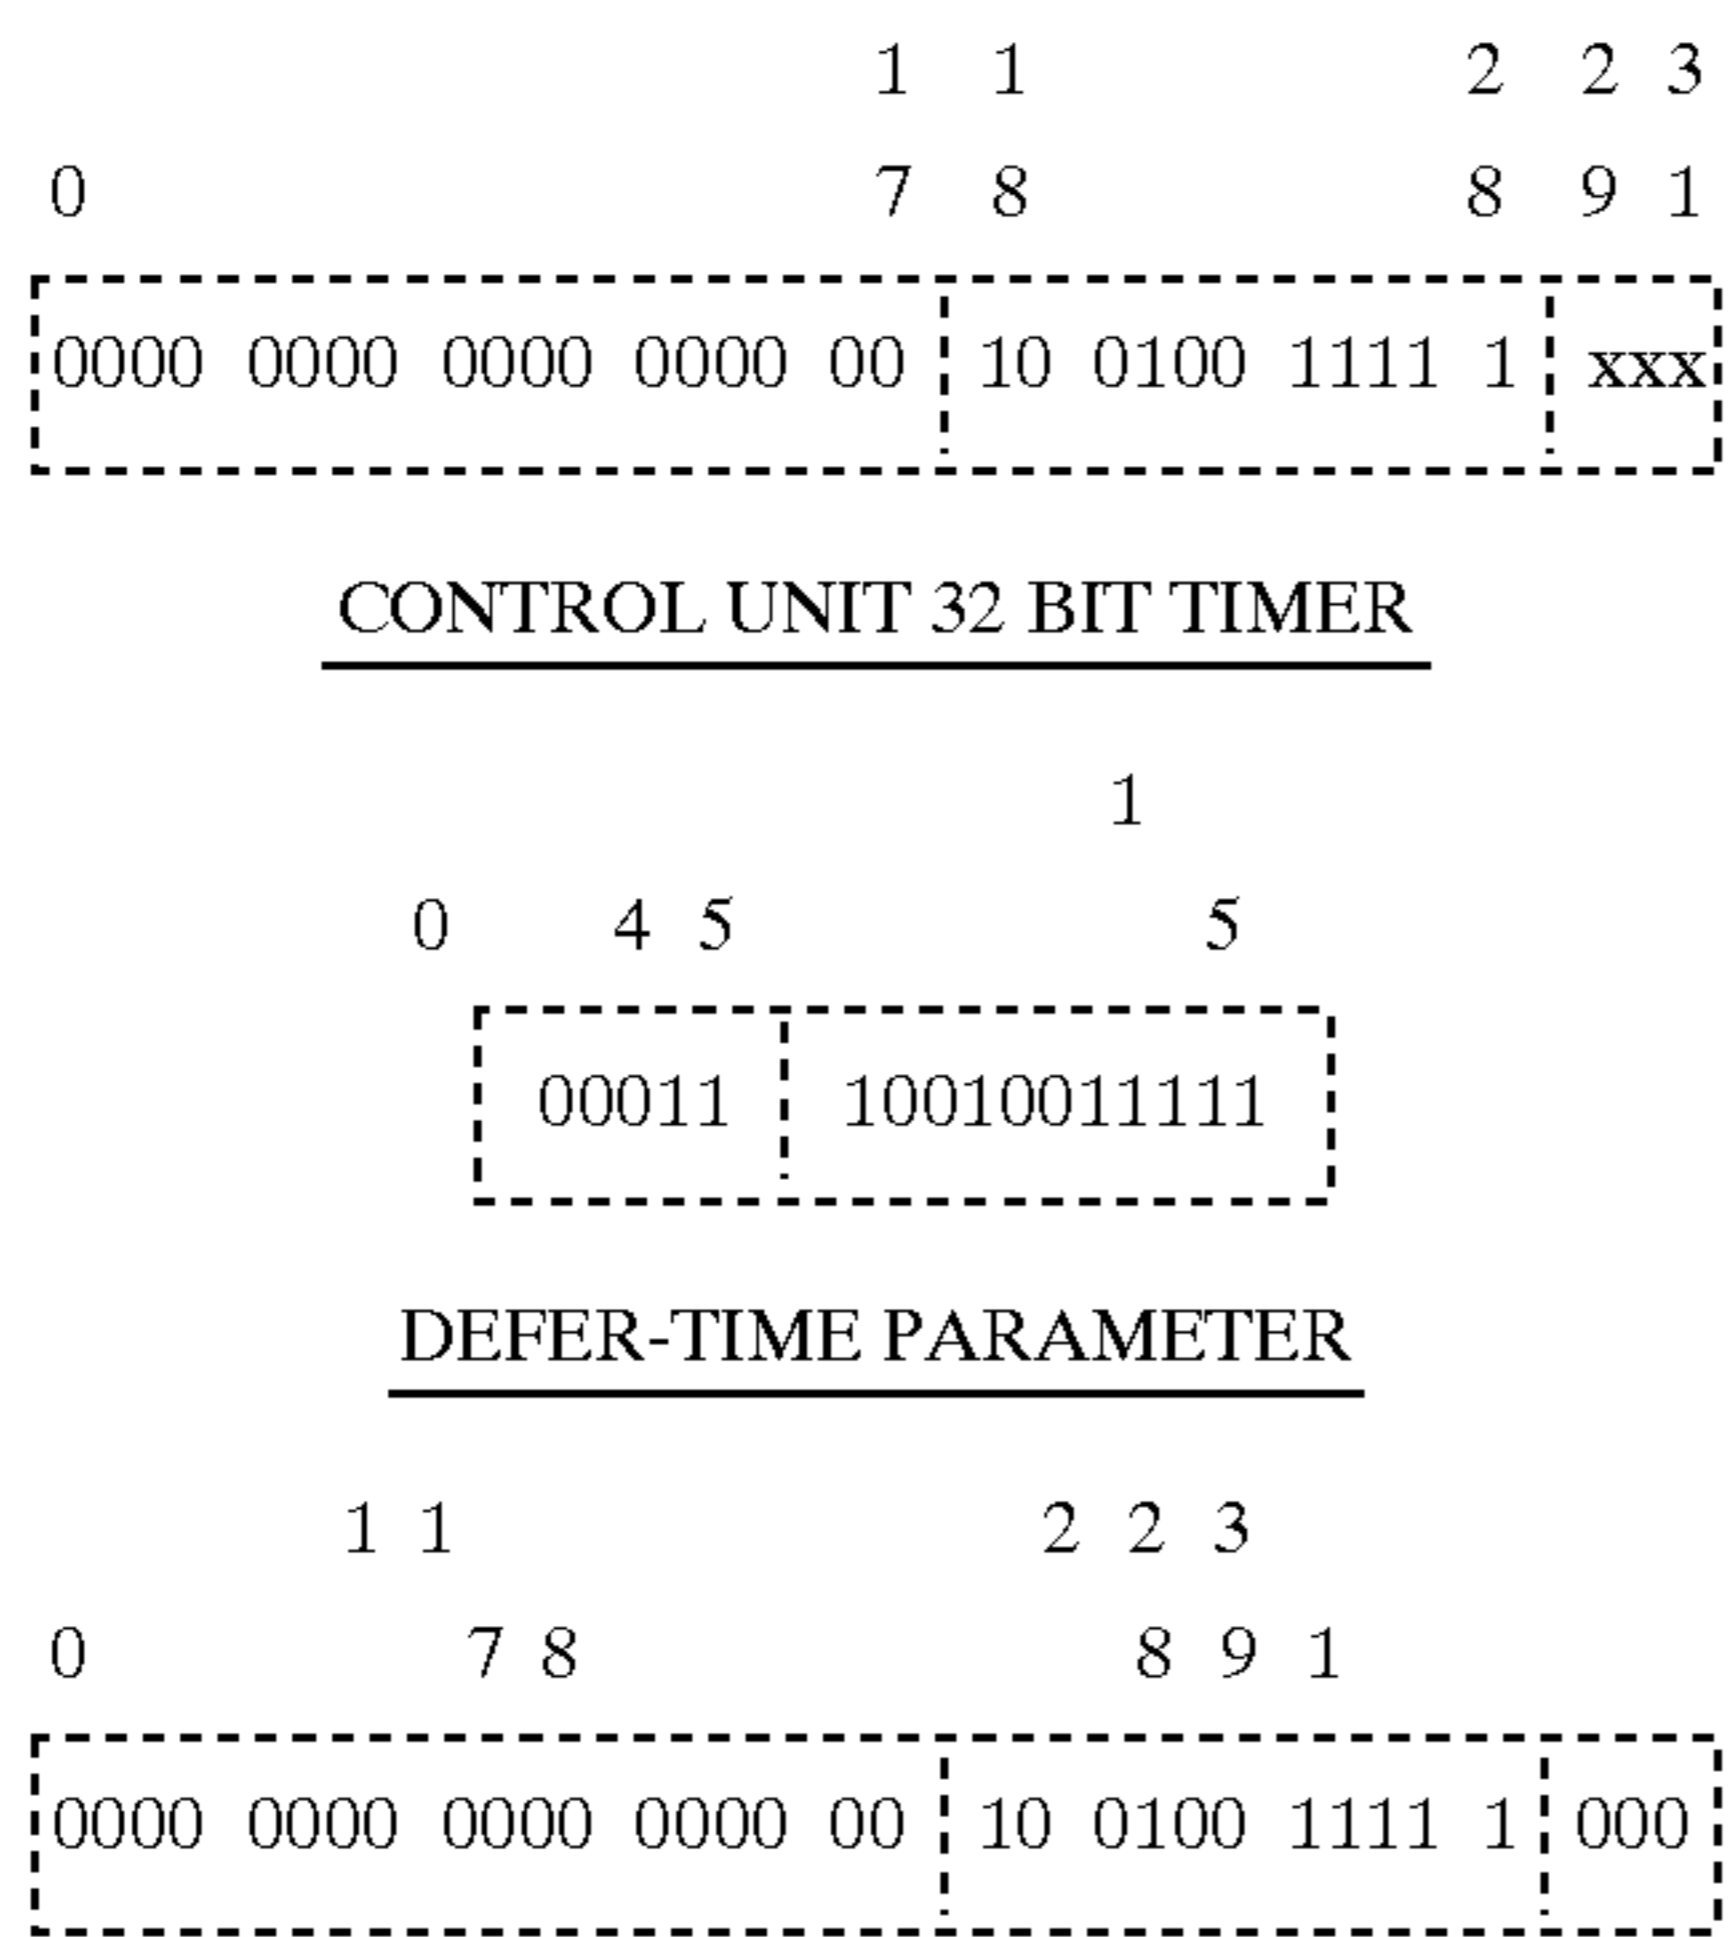 1 1 2 2 3
0 7 8 8 9 1
0000 0000 0000 0000 00 10 0100 1111 1 xxx
CONTROL UNIT 32 BIT TIMER
1
0 4 5 5
00011 10010011111
DEFER-TIME PARAMETER
1 1 2 2 3
0 7 8 8 9 1
0000 0000 0000 0000 00 10 0100 1111 1 000